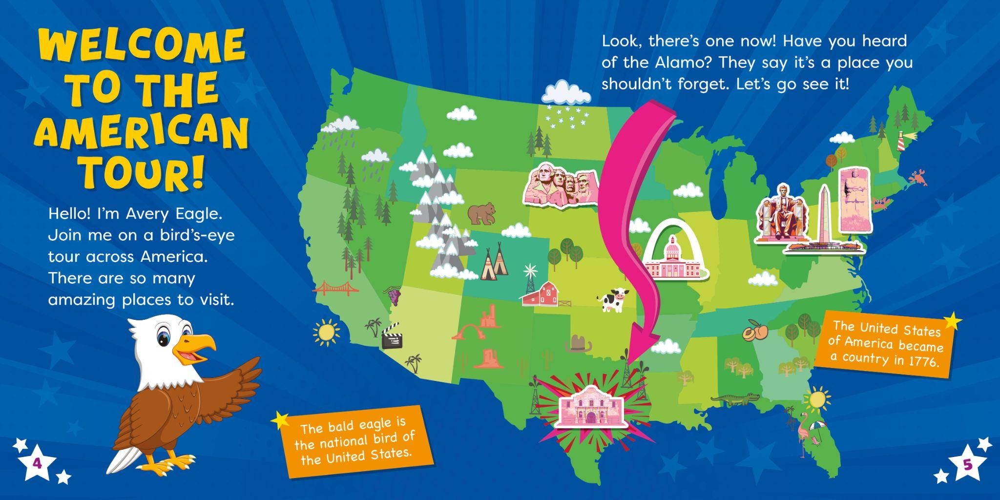 WELCOME
TO THE
AMERICAN
TOUR!
Hello! I'm Avery Eagle.
Join me on a bird's-eye
tour across America.
There are so many
amazing places to visit.
The bald eagle is
the national bird of
the United States.
4
Look, there's one now! Have you heard
of the Alamo? They say it's a place you
shouldn't forget. Let's go see it!
The United States
of America became
a country in 1776.
5